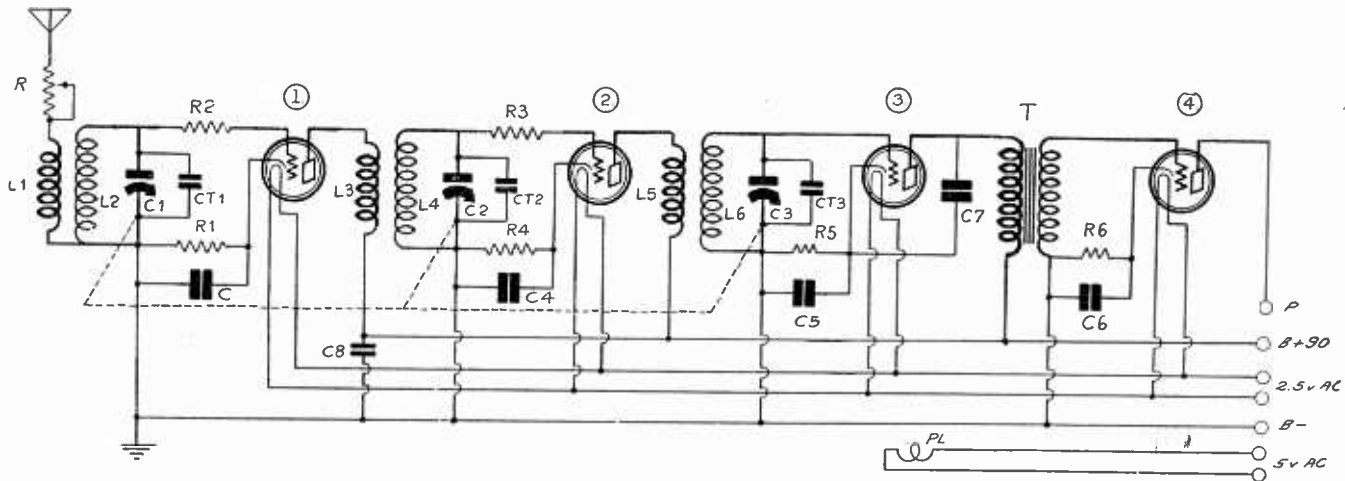 R
R2
①
R3
②
③
T
④
L1
L2
C1
CT1
L3
L4
C2
CT2
L5
L6
C3
CT3
C7
R1
R4
R5
R6
C
C4
C5
C6
P
C8
B+90
2.5v AC
B-
PL
5v AC